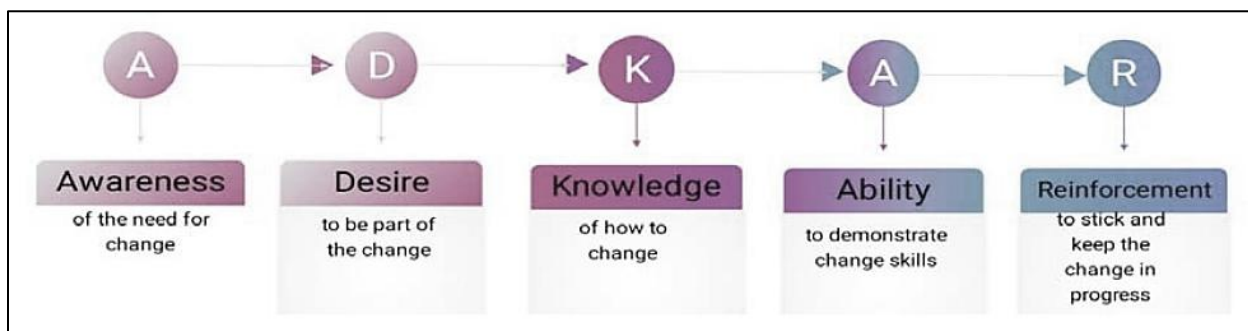 A
D
K
A
R
Awareness
of the need for
change
Desire
to be part of
the change
Knowledge
of how to
change
Ability
to demonstrate
change skills
Reinforcement
to stick and
keep the
change in
progress